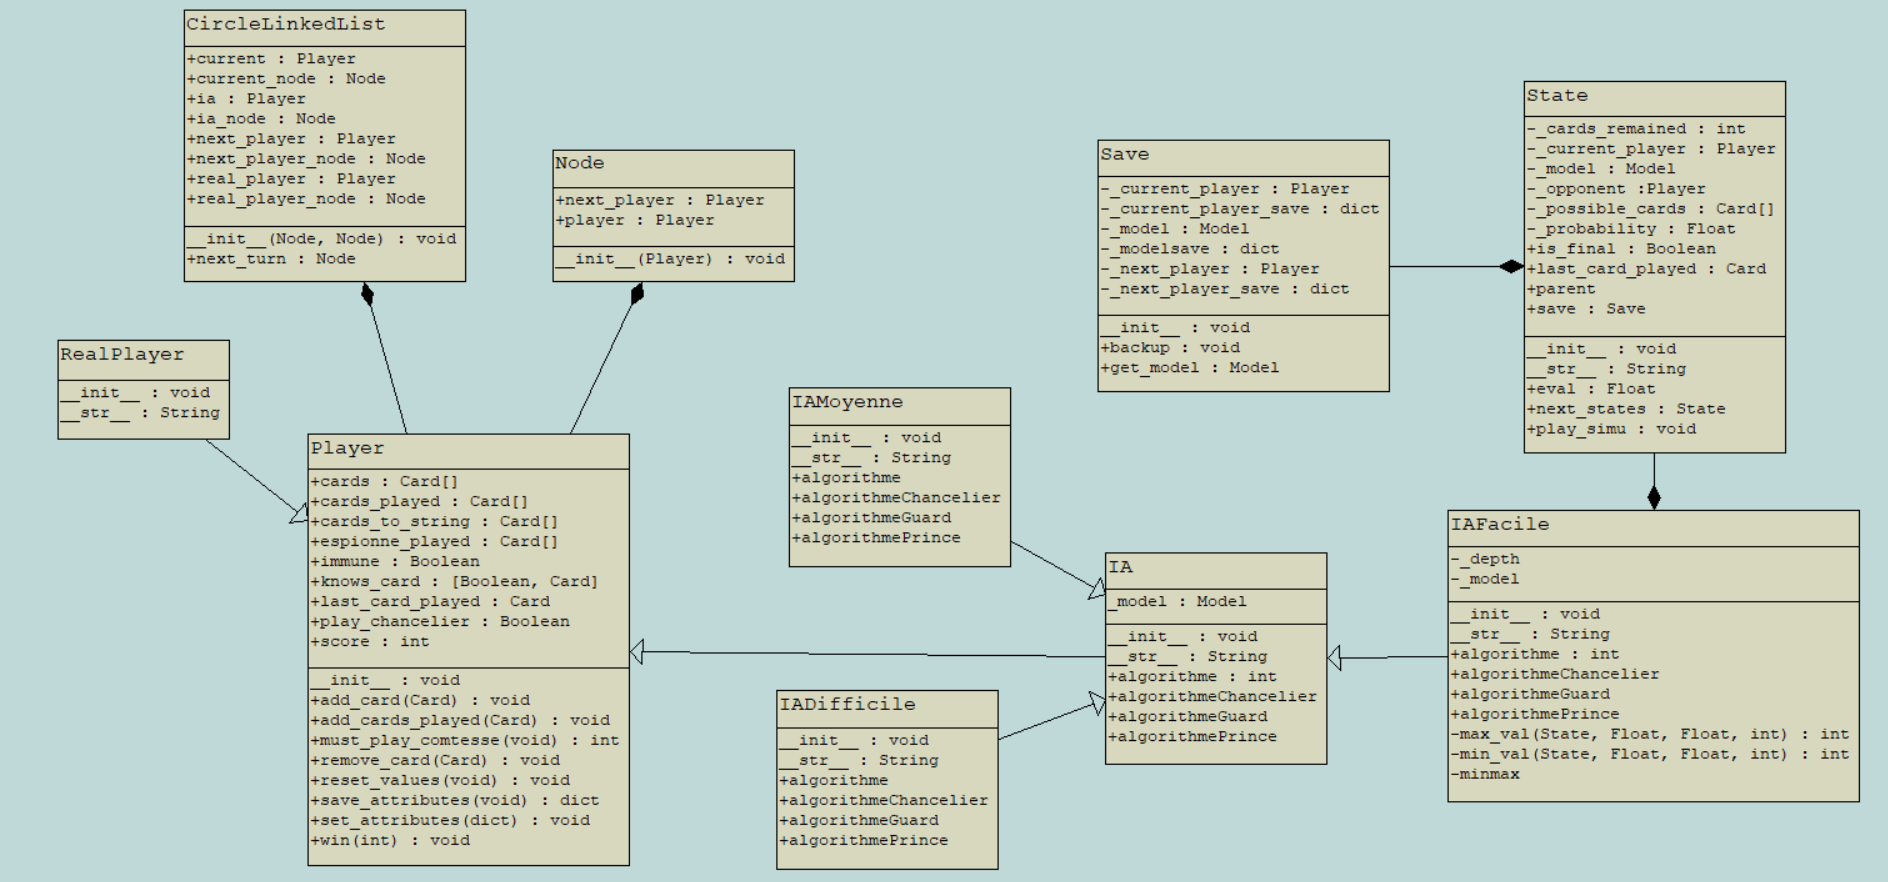 CircleLinkedList
+current : Player
+current_node : Node
+ia : Player
+ia_node : Node
+next_player : Player
+next_player_node : Node
+real_player : Player
+real_player_node : Node
__init__(Node, Node) : void
+next_turn : Node
Node
+next_player : Player
+player : Player
__init__(Player) : void
RealPlayer
__init__ : void
__str__ : String
Player
+cards : Card[]
+cards_played : Card[]
+cards_to_string : Card[]
+espionne_played : Card[]
+immune : Boolean
+knows_card : [Boolean, Card]
+last_card_played : Card
+play_chancelier : Boolean
+score : int
__init__ : void
+add_card(Card) : void
+add_cards_played(Card) : void
+must_play_comtesse(void) : int
+remove_card(Card) : void
+reset_values(void) : void
+save_attributes(void) : dict
+set_attributes(dict) : void
+win(int) : void
IAMoyenne
__init__ : void
__str__ : String
+algorithme
+algorithmeChancelier
+algorithmeGuard
+algorithmePrince
IADifficile
__init__ : void
__str__ : String
+algorithme
+algorithmeChancelier
+algorithmeGuard
+algorithmePrince
IA
_model : Model
__init__ : void
__str__ : String
+algorithme : int
+algorithmeChancelier
+algorithmeGuard
+algorithmePrince
Save
-_current_player : Player
-_current_player_save : dict
-_model : Model
-_modelsave : dict
-_next_player : Player
-_next_player_save : dict
__init__ : void
+backup : void
+get_model : Model
State
-_cards_remained : int
-_current_player : Player
-_model : Model
-_opponent :Player
-_possible_cards : Card[]
-_probability : Float
+is_final : Boolean
+last_card_played : Card
+parent
+save : Save
__init__ : void
__str__ : String
+eval : Float
+next_states : State
+play_simu : void
IAFacile
-_depth
-_model
__init__ : void
__str__ : String
+algorithme : int
+algorithmeChancelier
+algorithmeGuard
+algorithmePrince
-max_val(State, Float, Float, int) : int
-min_val(State, Float, Float, int) : int
-minmax